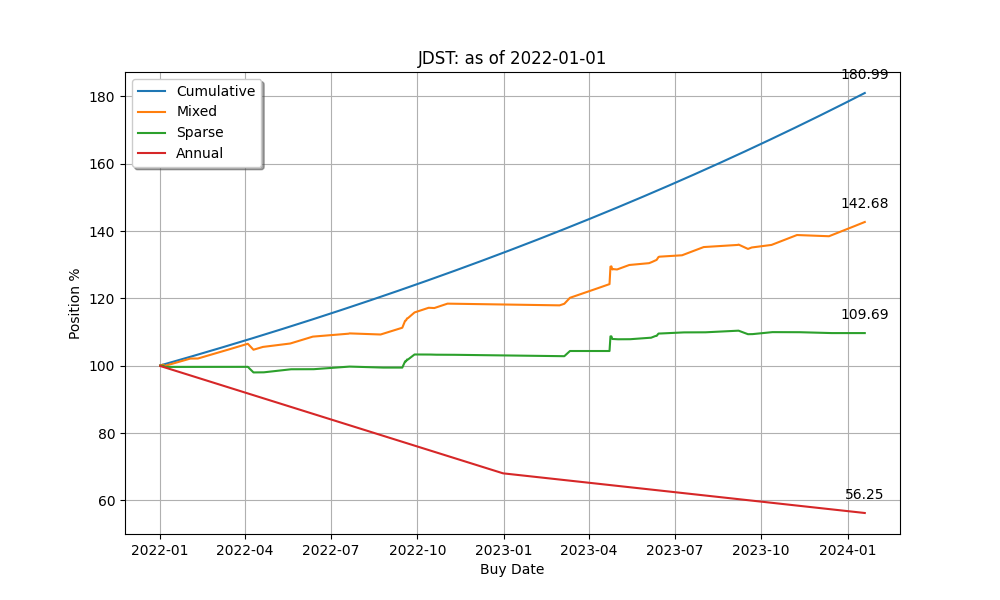 JDST: as of 2022-01-01
180.99
Cumulative
Mixed
Sparse
Annual
142.68
109.69
56.25
180
160
140
120
100
80
60
Position %
2022-01
2022-04
2022-07
2022-10
2023-01
2023-04
2023-07
2023-10
2024-01
Buy Date